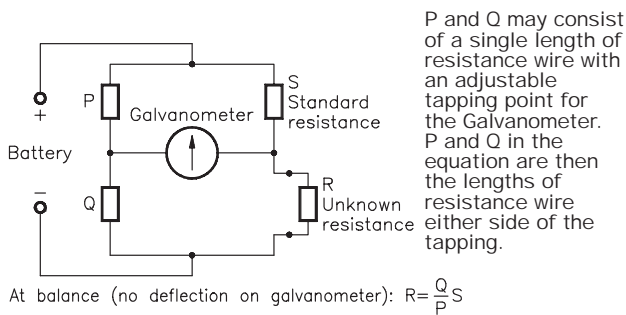 P and Q may consist
of a single length of
resistance wire with
an adjustable
tapping point for
the Galvanometer.
P and Q in the
equation are then
the lengths of
resistance wire
either side of the
tapping.
P
S
Standard
resistance
Galvanometer
+
Battery
−
Q
R
Unknown
resistance
At balance (no deflection on galvanometer): R=Q/P S